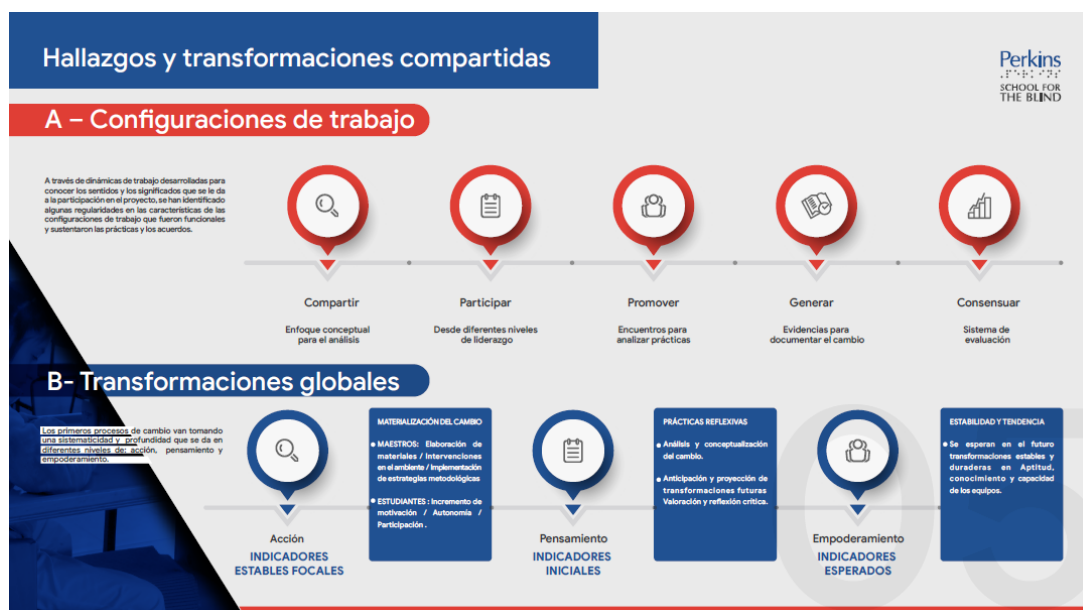 Hallazgos y transformaciones compartidas
Perkins
SCHOOL FOR
THE BLIND
A – Configuraciones de trabajo
A través de dinámicas de trabajo desarrolladas para
conocer los sentidos y los significados que se le da
a la participación en el proyecto, se han identificado
algunas regularidades en las características de las
configuraciones de trabajo que fueron funcionales
y sustentaron las prácticas y los acuerdos.
Compartir
Enfoque conceptual
para el análisis
Participar
Desde diferentes niveles
de liderazgo
Promover
Encuentros para
analizar prácticas
Generar
Evidencias para
documentar el cambio
Consensuar
Sistema de
evaluación
B- Transformaciones globales
Los primeros procesos de cambio van tomando
una sistematicidad y profundidad que se da en
diferentes niveles de: acción, pensamiento y
empoderamiento.
Acción
INDICADORES
ESTABLES FOCALES
MATERIALIZACIÓN DEL CAMBIO
MAESTROS: Elaboración de
materiales / Intervenciones
en el ambiente / Implementación
de estrategias metodológicas
ESTUDIANTES : Incremento de
motivación / Autonomía /
Participación .
Pensamiento
INDICADORES
INICIALES
PRÁCTICAS REFLEXIVAS
Análisis y conceptualización
del cambio.
Anticipación y proyección de
transformaciones futuras
Valoración y reflexión crítica.
Empoderamiento
INDICADORES
ESPERADOS
ESTABILIDAD Y TENDENCIA
Se esperan en el futuro
transformaciones estables y
duraderas en Aptitud,
conocimiento y capacidad
de los equipos.
05